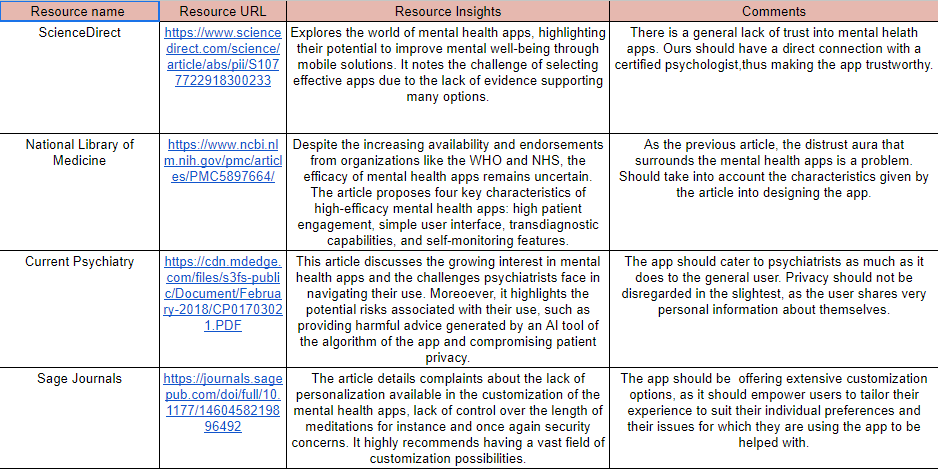 Resource name
Resource URL
Resource Insights
Comments
ScienceDirect
https://www.science
direct.com/science/
article/abs/pii/S107
7722918300233
Explores the world of mental health apps, highlighting
their potential to improve mental well-being through
mobile solutions. It notes the challenge of selecting
effective apps due to the lack of evidence supporting
many options.
There is a general lack of trust into mental helath
apps. Ours should have a direct connection with a
certified psychologist,thus making the app trustworthy.
National Library of
Medicine
https://www.ncbi.nl
m.nih.gov/pmc/articl
es/PMC5897664/
Despite the increasing availability and endorsements
from organizations like the WHO and NHS, the
efficacy of mental health apps remains uncertain.
The article proposes four key characteristics of
high-efficacy mental health apps: high patient
engagement, simple user interface, transdiagnostic
capabilities, and self-monitoring features.
As the previous article, the distrust aura that
surrounds the mental health apps is a problem.
Should take into account the characteristics given by
the article into designing the app.
Current Psychiatry
https://cdn.mdedge.
com/files/s3fs-publi
c/Document/Februa
ry-2018/CP0170302
1.PDF
This article discusses the growing interest in mental
health apps and the challenges psychiatrists face in
navigating their use. Moreoever, it highlights the
potential risks associated with their use, such as
providing harmful advice generated by an AI tool of
the algorithm of the app and compromising patient
privacy.
The app should cater to psychiatrists as much as it
does to the general user. Privacy should not be
disregarded in the slightest, as the user shares very
personal information about themselves.
Sage Journals
https://journals.sage
pub.com/doi/full/10.
1177/14604582198
96492
The article details complaints about the lack of
personalization available in the customization of the
mental health apps, lack of control over the length of
meditations for instance and once again security
concerns. It highly recommends having a vast field of
customization possibilities.
The app should be  offering extensive customization
options, as it should empower users to tailor their
experience to suit their individual preferences and
their issues for which they are using the app to be
helped with.